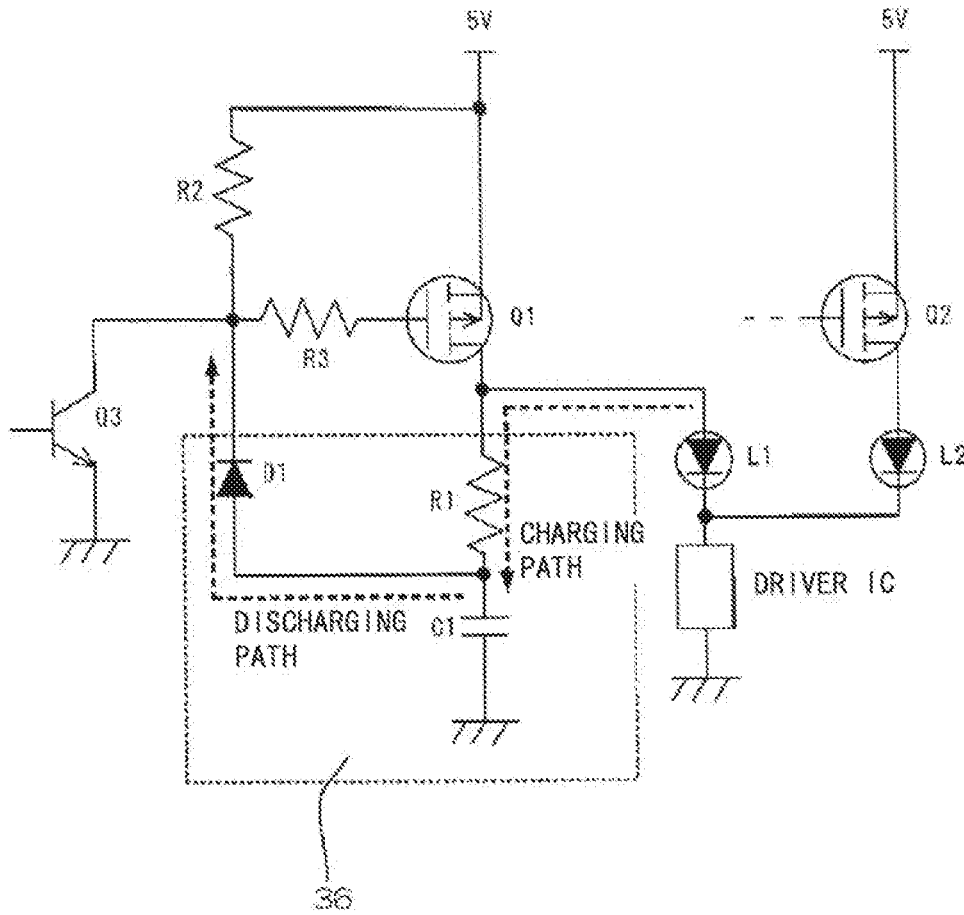 5V
5V
R2
R3
Q1
Q2
Q3
D1
R1
L1
L2
CHARGING
PATH
DRIVER IC
DISCHARGING
PATH
C1
36